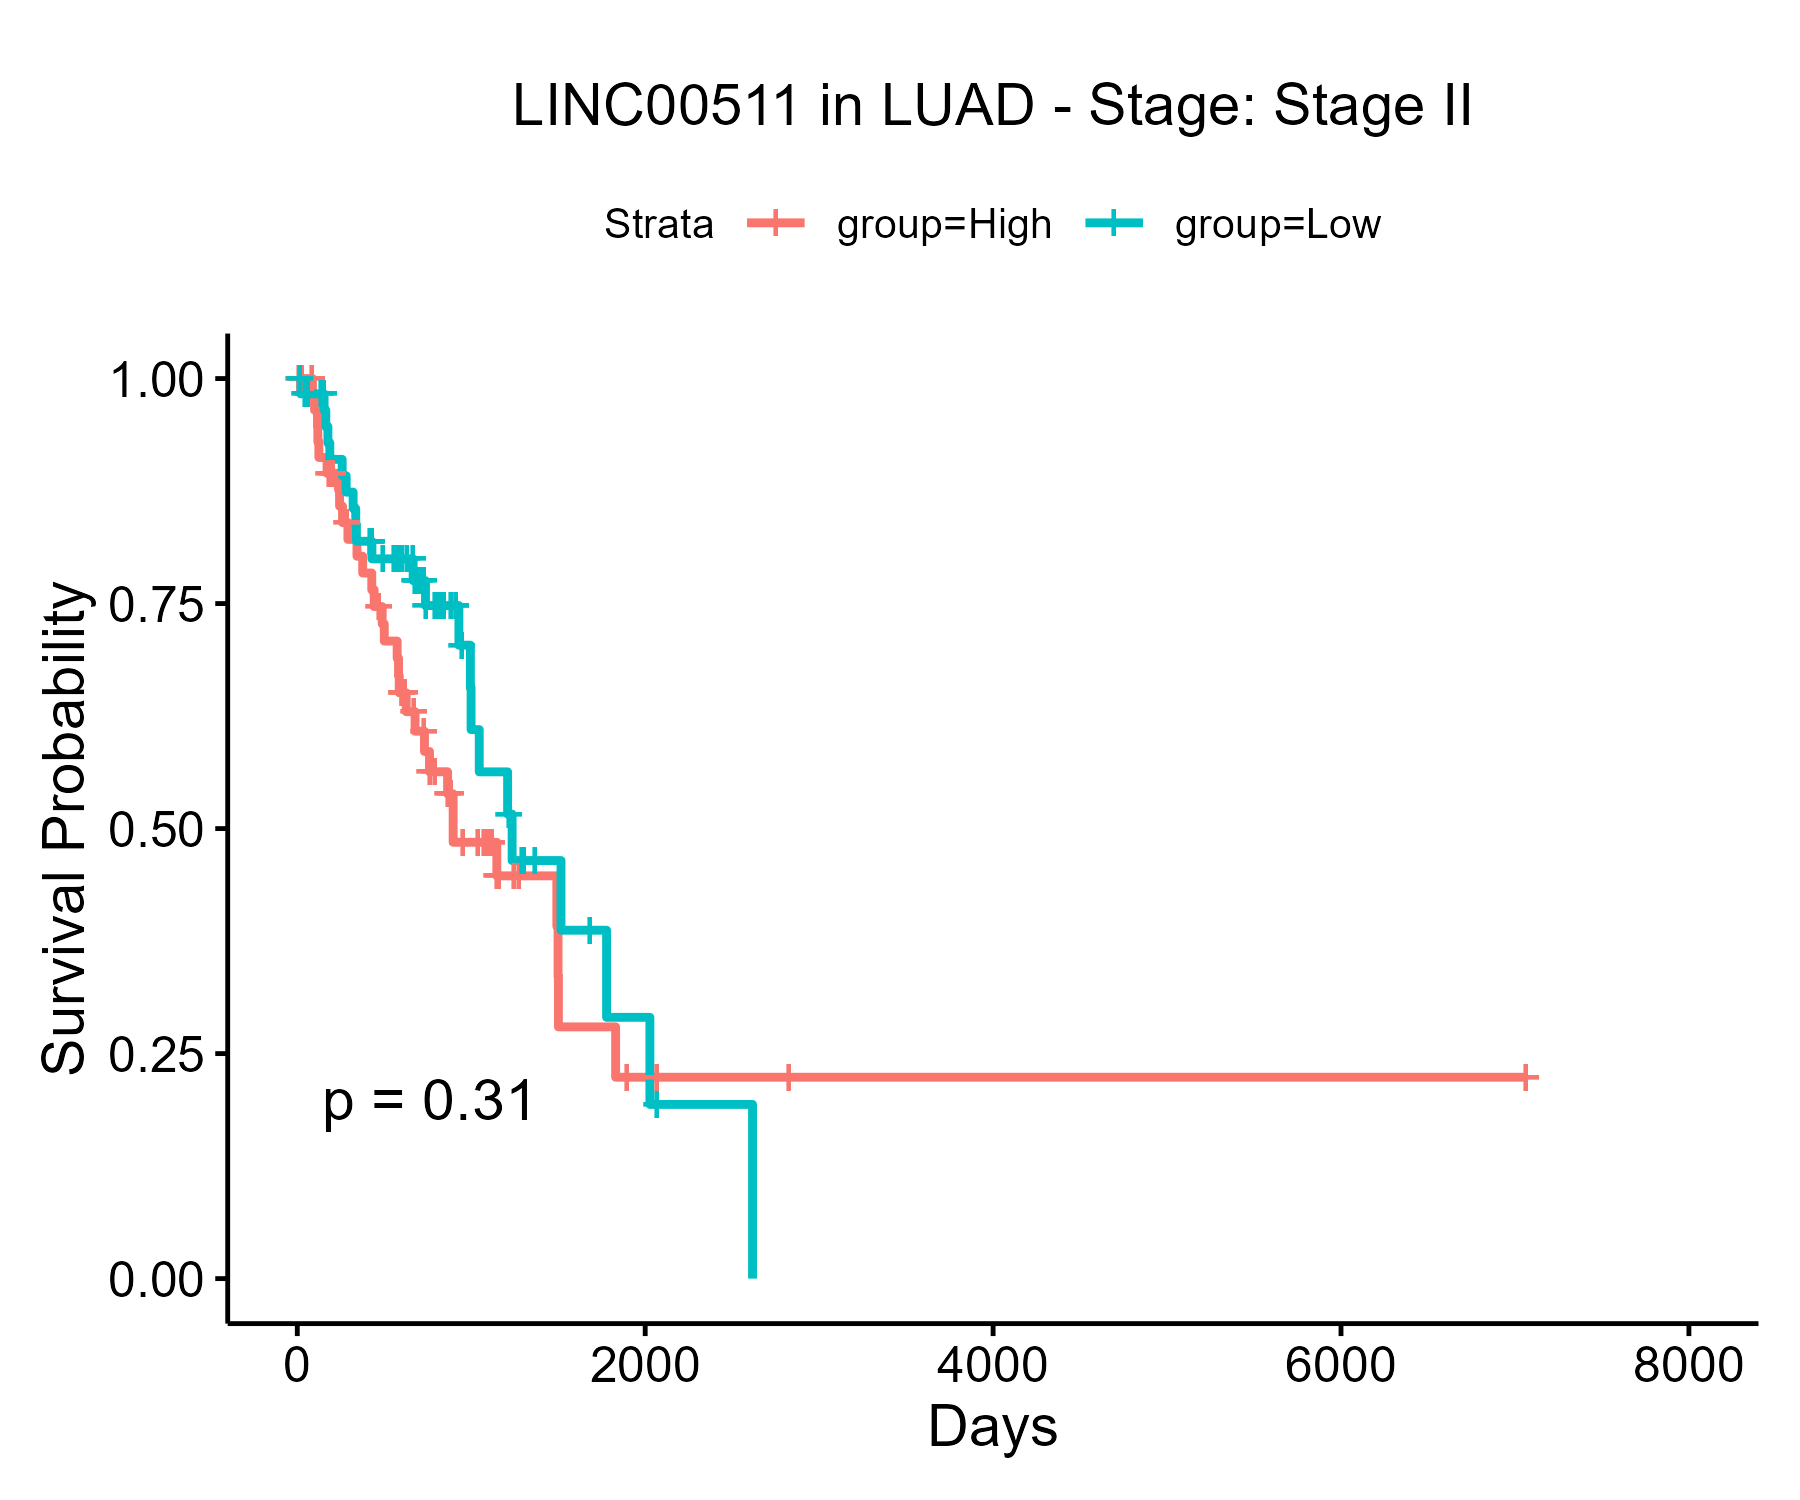 LINC00511 in LUAD - Stage: Stage II
Strata group=High group=Low
Survival Probability
1.00
0.75
0.50
0.25
0.00
p = 0.31
0 2000 4000 6000 8000
Days